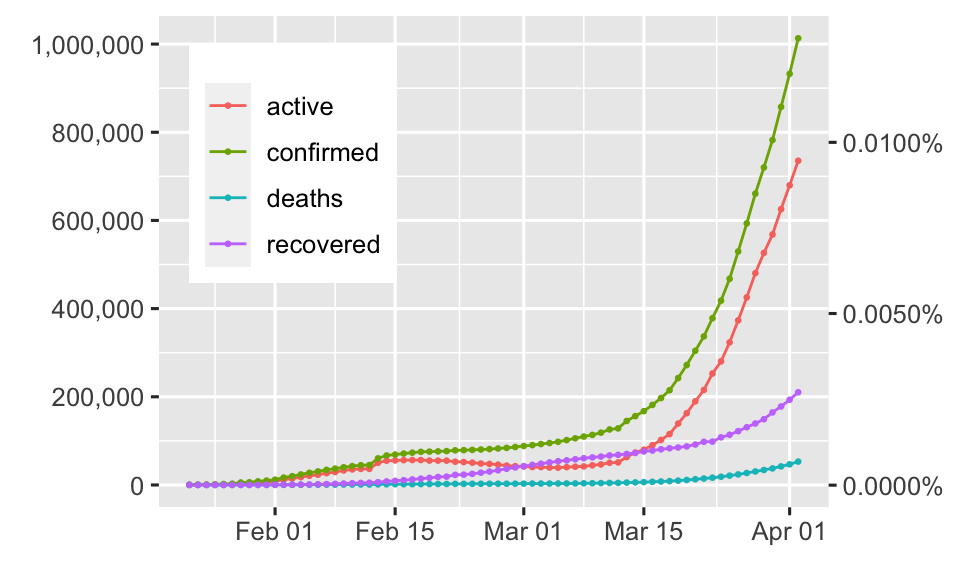 1,000,000
800,000
600,000
400,000
200,000
0
active
confirmed
deaths
recovered
0.0100%
0.0050%
0.0000%
Feb 01 Feb 15 Mar 01 Mar 15 Apr 01